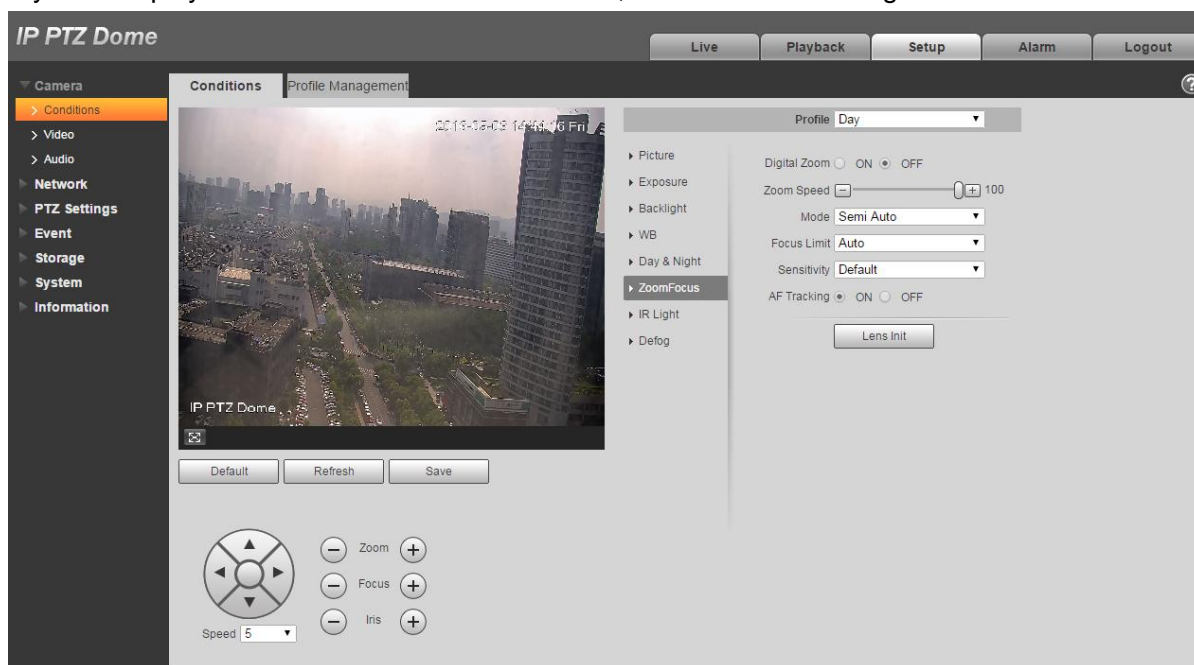 IP PTZ Dome
Live Playback Setup Alarm Logout
Camera
Conditions
Video
Audio
Network
PTZ Settings
Event
Storage
System
Information
Conditions Profile Management
Fri
IP PTZ Dome
Default Refresh Save
Zoom
Focus
Iris
Speed 5
Picture
Exposure
Backlight
WB
Day & Night
ZoomFocus
IR Light
Defog
Profile Day
Digital Zoom ON OFF
Zoom Speed 100
Mode Semi Auto
Focus Limit Auto
Sensitivity Default
AF Tracking ON OFF
Lens Init